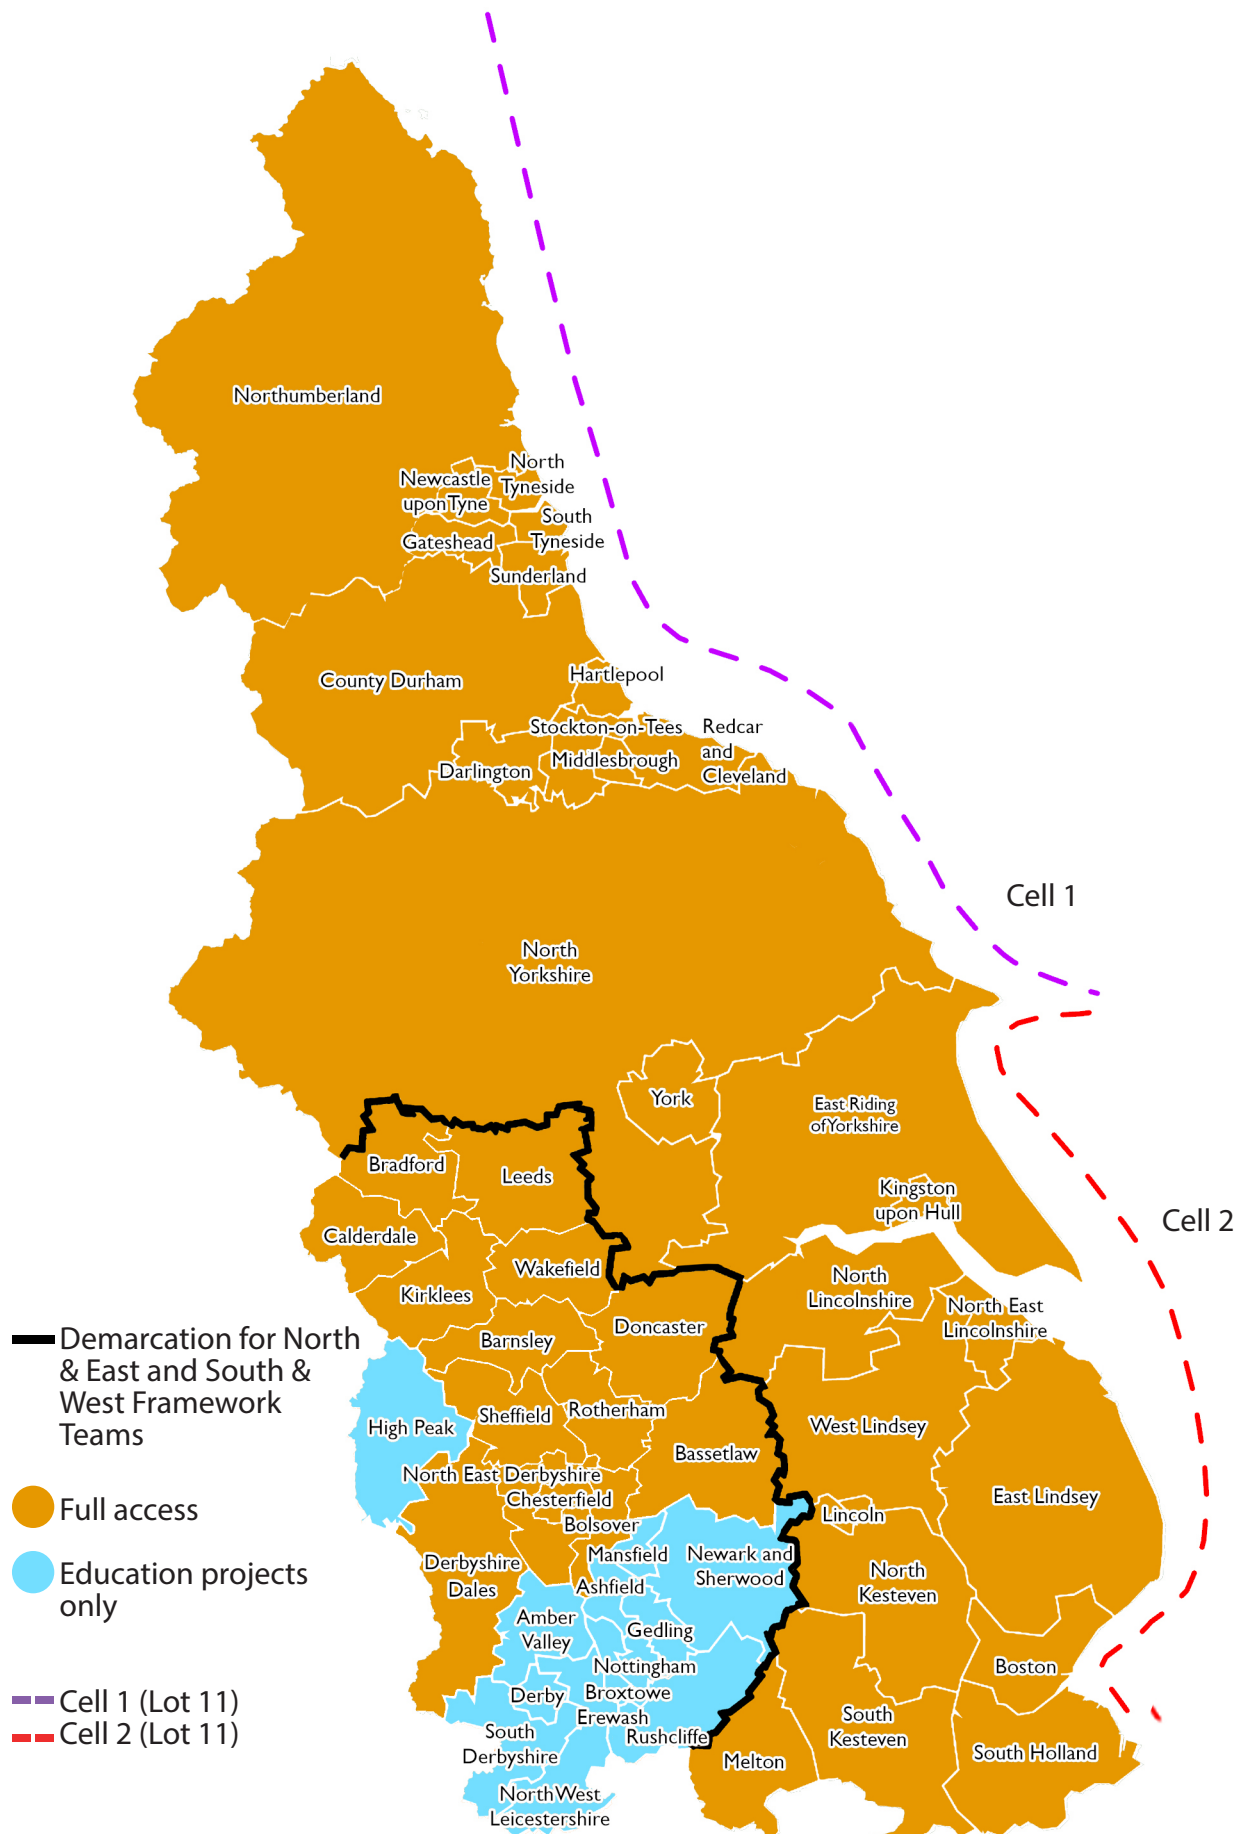 Northumberland
North
Tyneside
Newcastle
upon Tyne
South
Tyneside
Gateshead
Sunderland
County Durham
Hartlepool
Stockton-on-Tees
Redcar
and
Cleveland
Middlesbrough
Darlington
Cell 1
North
Yorkshire
York
East Riding
of Yorkshire
Bradford
Leeds
Kingston
upon Hull
Cell 2
Calderdale
Wakefield
Kirklees
North
Lincolnshire
North East
Lincolnshire
Doncaster
Barnsley
Demarcation for North
& East and South &
West Framework
Teams
High Peak
Sheffield
Rotherham
West Lindsey
Bassetlaw
North East Derbyshire
Chesterfield
East Lindsey
Full access
Bolsover
Lincoln
Derbyshire
Dales
Mansfield
Newark and
Sherwood
Ashfield
North
Kesteven
Education projects
only
Amber
Valley
Gedling
Nottingham
Boston
Derby
Broxtowe
Erewash
Cell 1 (Lot 11)
Cell 2 (Lot 11)
South
Derbyshire
Rushcliffe
South
Kesteven
Melton
South Holland
North West
Leicestershire